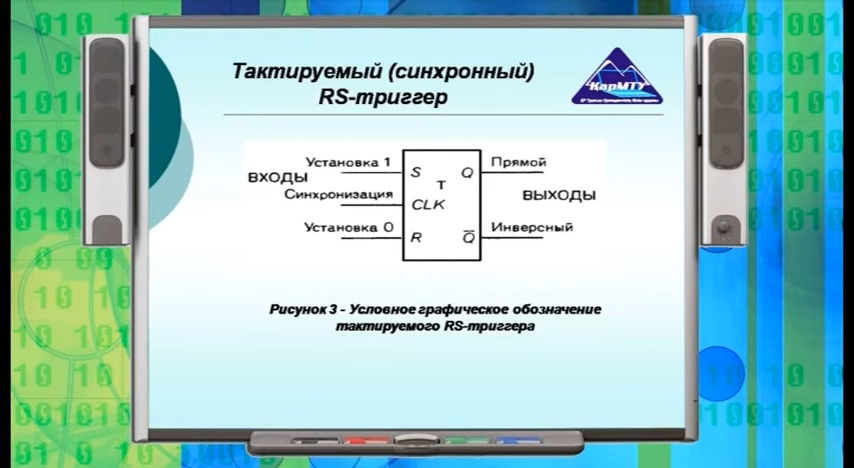 Тактируемый (синхронный)
RS-триггер
"КарМТУ"
Установка 1
S
Q
Прямой
ВХОДЫ
T
ВЫХОДЫ
Синхронизация
CLK
Установка 0
R
Q̅
Инверсный
Рисунок 3 - Условное графическое обозначение
тактируемого RS-триггера